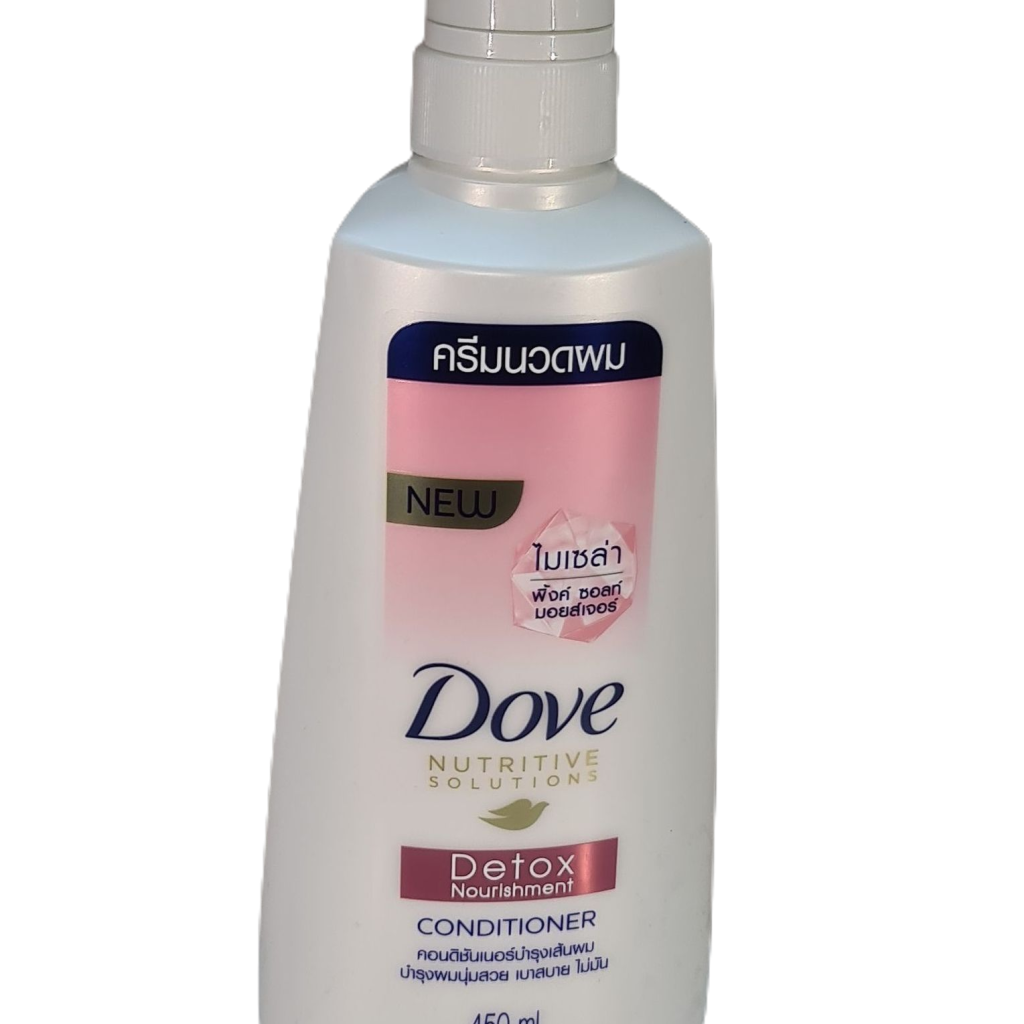 ครีมนวดผม
NEW
ไมเซล่า
พิ้งค์ ซอลท์
มอยส์เจอร์
Dove
NUTRITIVE
SOLUTIONS
Detox
Nourishment
CONDITIONER
คอนดิชันเนอร์บำรุงเส้นผม
บำรุงผมนุ่มสวย เบาสบาย ไม่มัน
450 ml